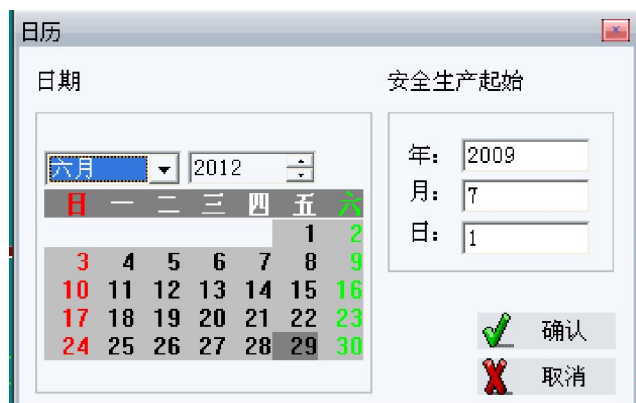 日历
日期
安全生产起始
六月 2012
年： 2009
月： 7
日： 1
日 一 二 三 四 五 六
1 2
3 4 5 6 7 8 9
10 11 12 13 14 15 16
17 18 19 20 21 22 23
24 25 26 27 28 29 30
确认
取消